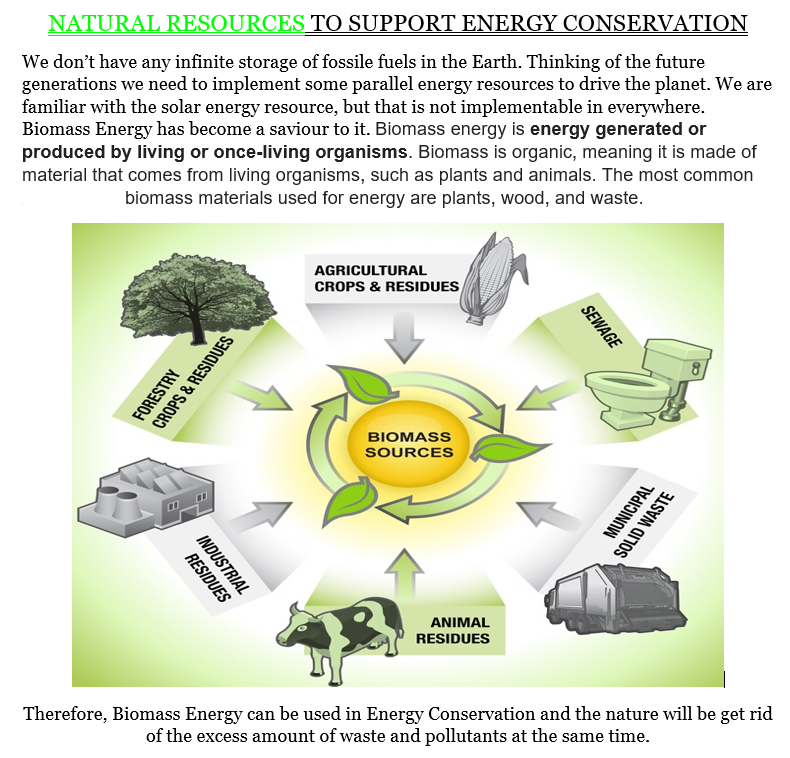 NATURAL RESOURCES TO SUPPORT ENERGY CONSERVATION
We don't have any infinite storage of fossile fuels in the Earth. Thinking of the future
generations we need to implement some parallel energy resources to drive the planet. We are
familiar with the solar energy resource, but that is not implementable in everywhere.
Biomass Energy has become a saviour to it. Biomass energy is energy generated or
produced by living or once-living organisms. Biomass is organic, meaning it is made of
material that comes from living organisms, such as plants and animals. The most common
biomass materials used for energy are plants, wood, and waste.
AGRICULTURAL
CROPS & RESIDUES
SEWAGE
FORESTRY
CROPS & RESIDUES
BIOMASS
SOURCES
MUNICIPAL
SOLID WASTE
INDUSTRIAL
RESIDUES
ANIMAL
RESIDUES
Therefore, Biomass Energy can be used in Energy Conservation and the nature will be get rid
of the excess amount of waste and pollutants at the same time.